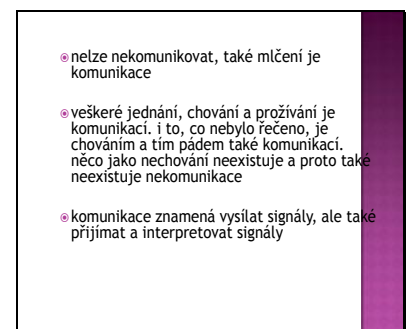 nelze nekomunikovat, také mlčení je
komunikace
veškeré jednání, chování a prožívání je
komunikací. i to, co nebylo řečeno, je
chováním a tím pádem také komunikací.
něco jako nechování neexistuje a proto také
neexistuje nekomunikace
komunikace znamená vysílat signály, ale také
přijímat a interpretovat signály